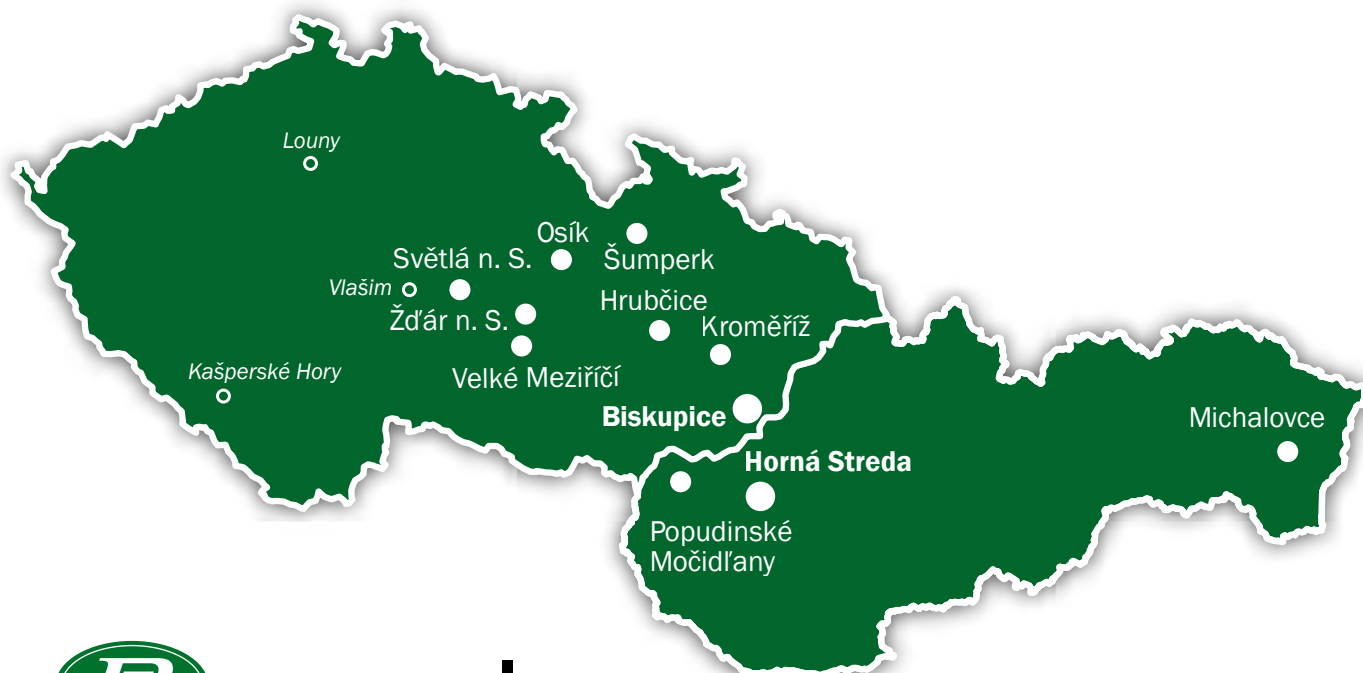 Louny
Osík
Šumperk
Světlá n. S.
Vlašim
Hrubčice
Žďár n. S.
Kroměříž
Kašperské Hory
Velké Meziříčí
Biskupice
Michalovce
Horná Streda
Popudinské
Močidľany